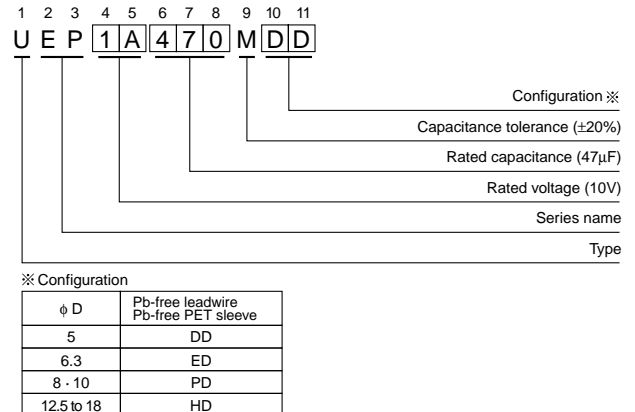 1 2 3 4 5 6 7 8 9 10 11
U E P 1 A 4 7 0 M D D
Configuration ※
Capacitance tolerance (±20%)
Rated capacitance (47µF)
Rated voltage (10V)
Series name
Type
※ Configuration
ϕ D Pb-free leadwire
Pb-free PET sleeve
5 DD
6.3 ED
8 · 10 PD
12.5 to 18 HD